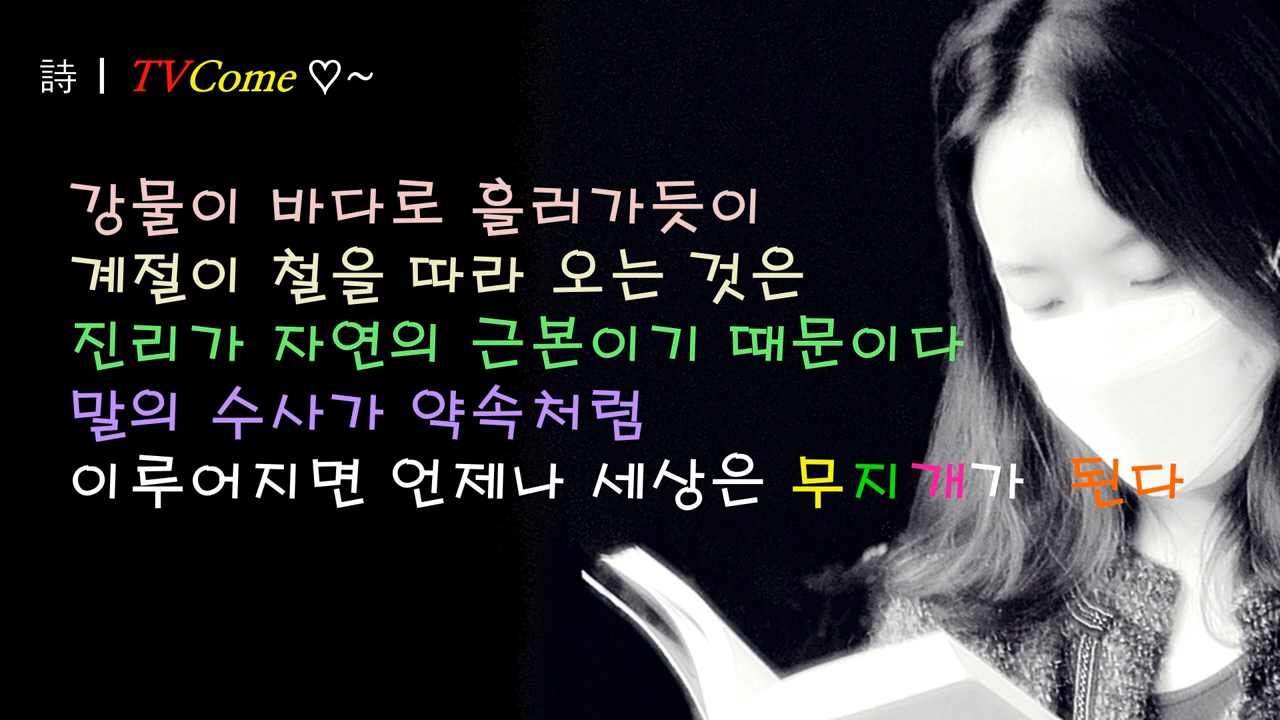 詩 | TVCome ♡~
강물이 바다로 흘러가듯이
계절이 철을 따라 오는 것은
진리가 자연의 근본이기 때문이다
말의 수사가 약속처럼
이루어지면 언제나 세상은 무지개가 된다